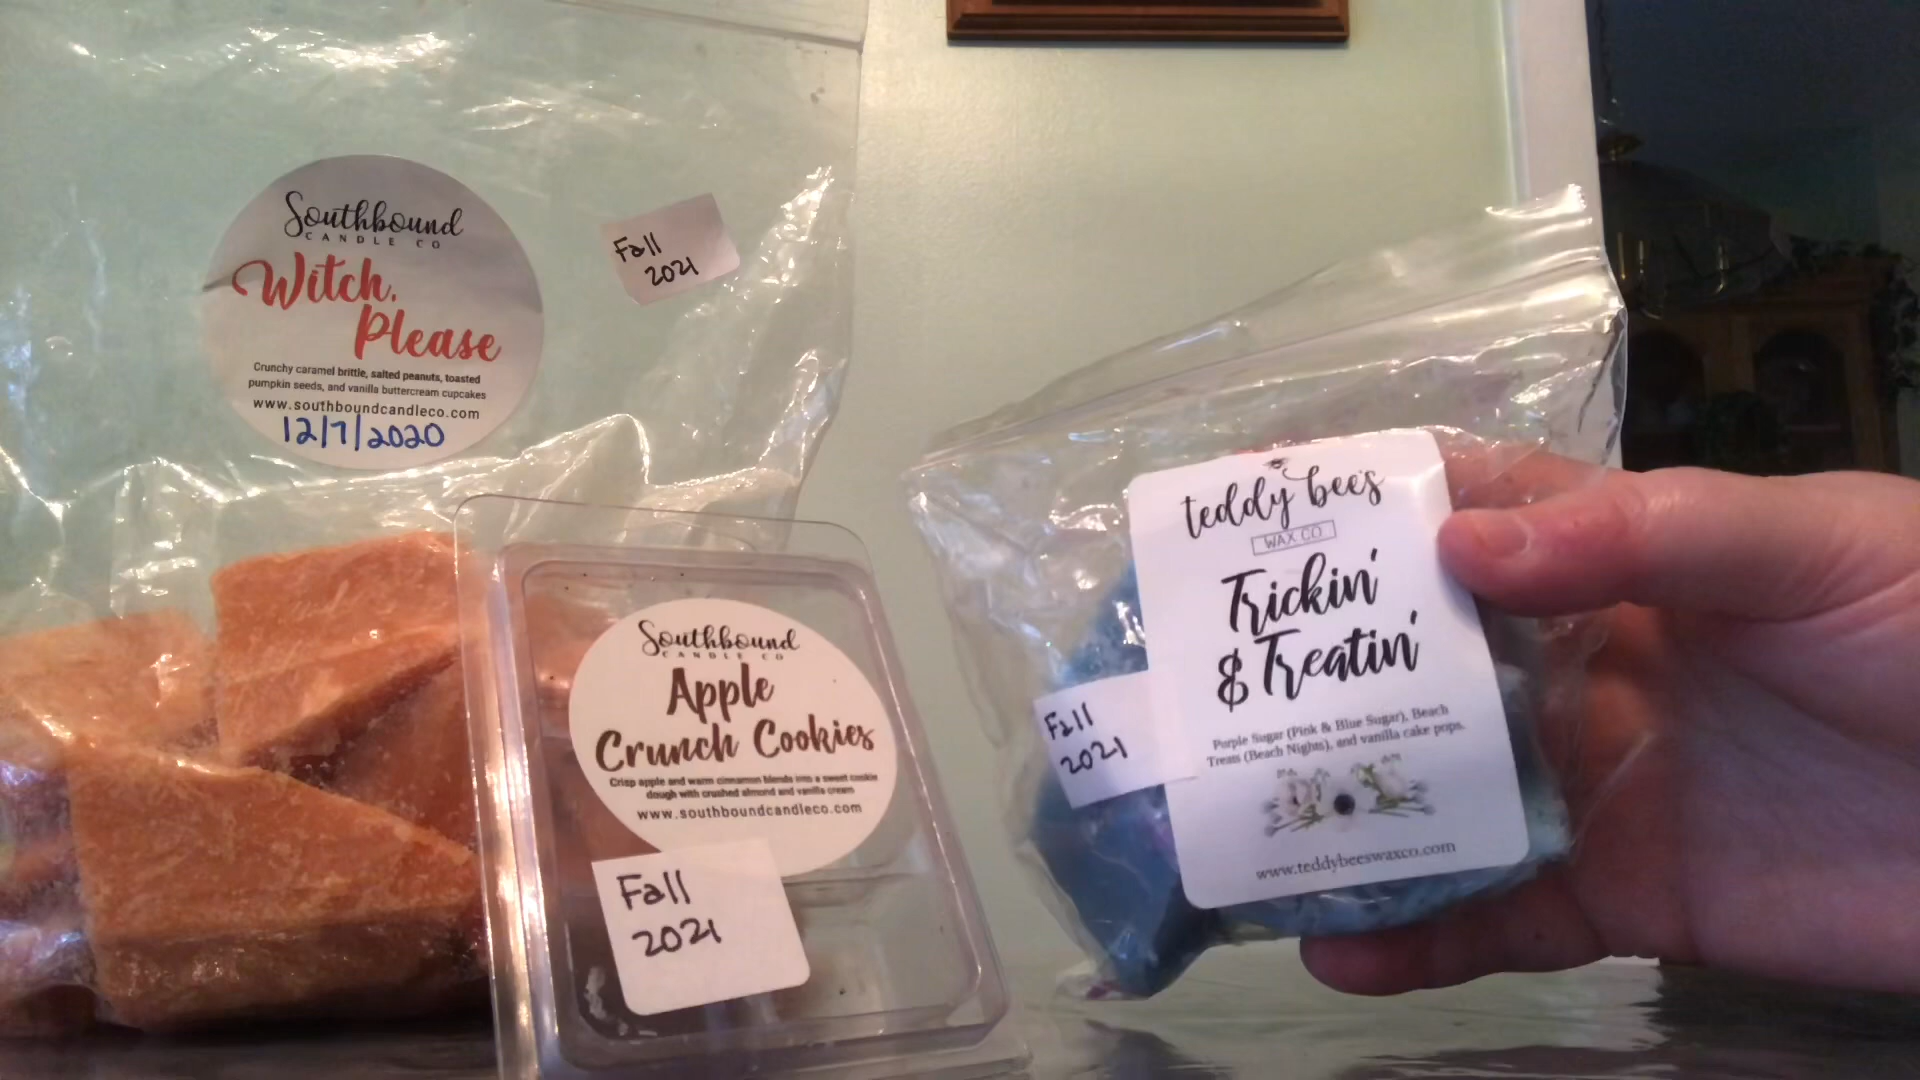 Southbound
CANDLE CO
Witch,
Please
Crunchy caramel brittle, salted peanuts, toasted
pumpkin seeds, and vanilla buttercream cupcakes
www.southboundcandleco.com
12/7/2020
Fall
2021
Southbound
CANDLE CO
Apple
Crunch Cookies
Crisp apple and warm cinnamon blends into a sweet cookie
dough with crushed almond and vanilla cream
www.southboundcandleco.com
Fall
2021
teddy bee's
WAX CO
Trickin'
& Treatin'
Purple Sugar (Pink & Blue Sugar), Beach
Treats (Beach Nights), and vanilla cake pops.
www.teddybeeswaxco.com
Fall
2021